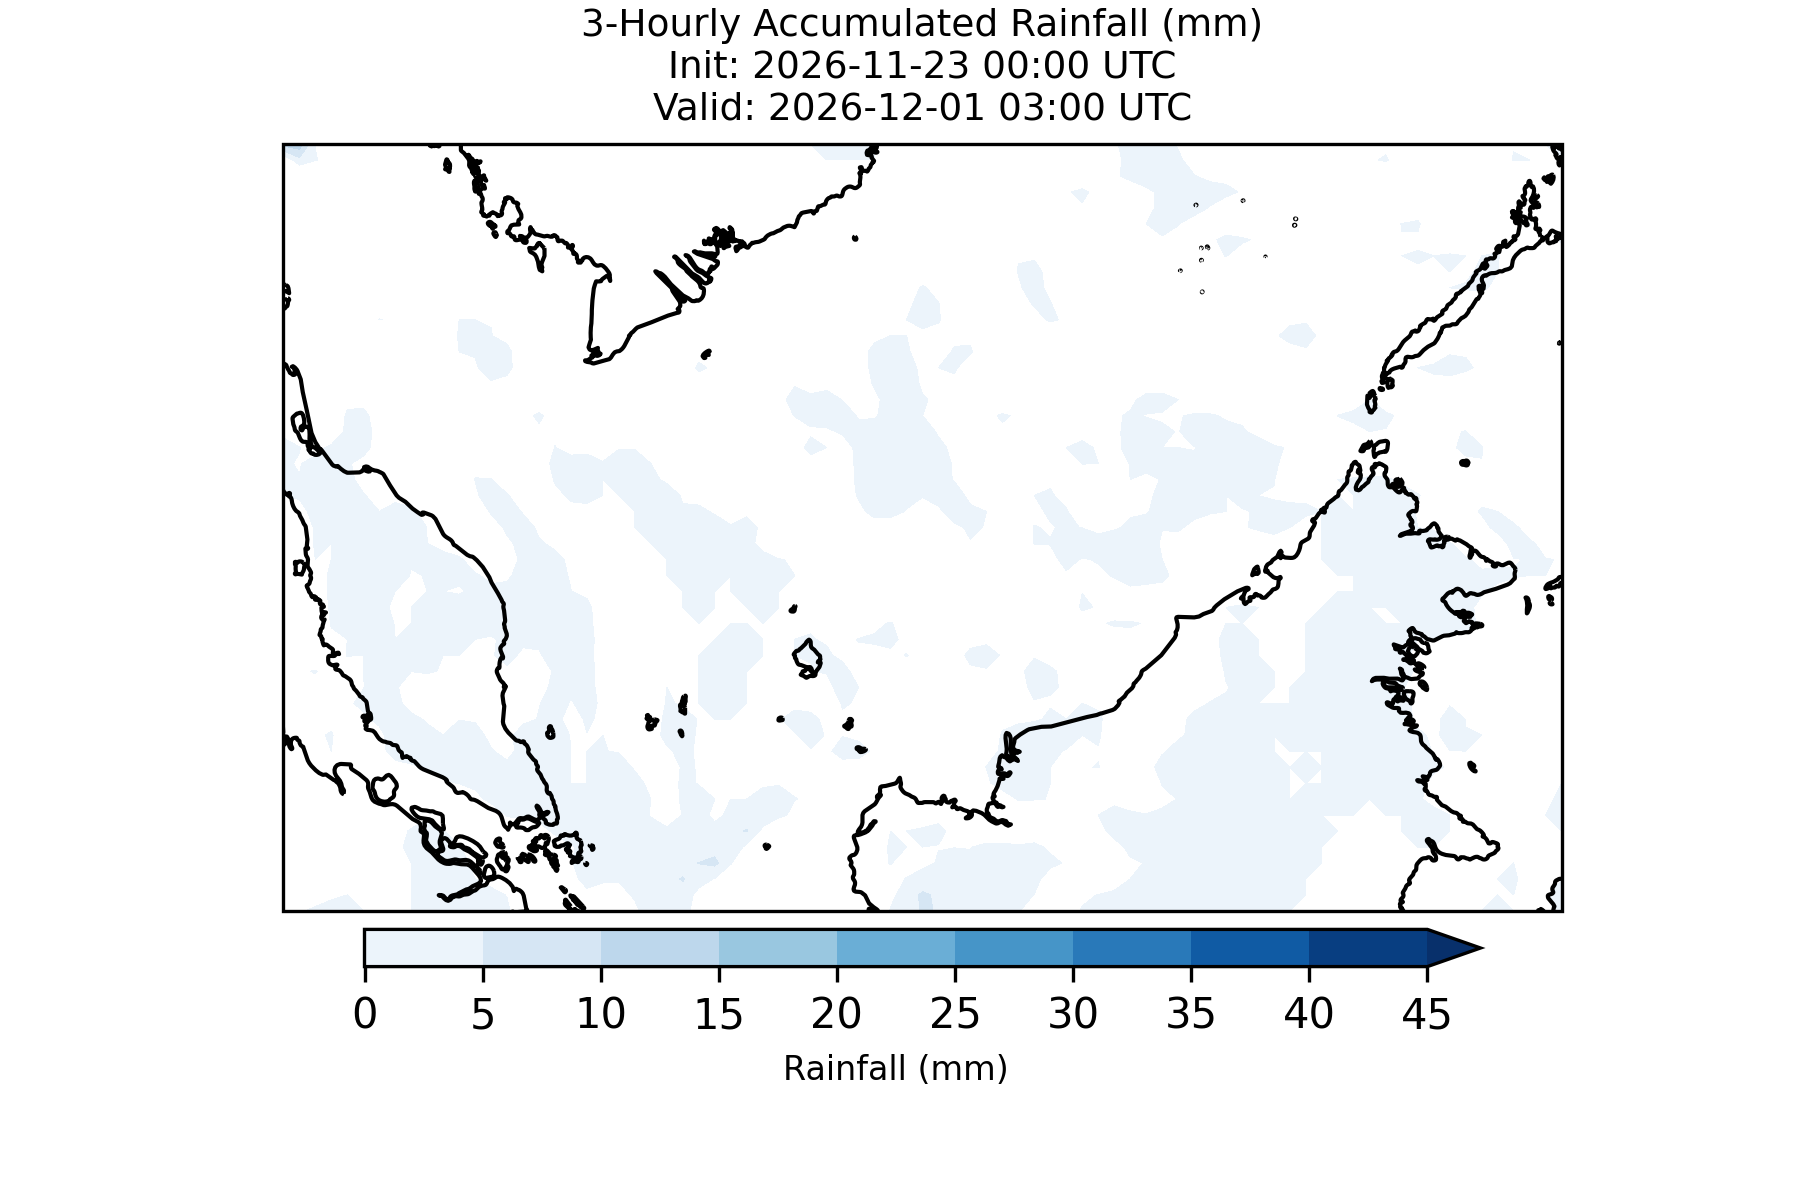 3-Hourly Accumulated Rainfall (mm)
Init: 2026-11-23 00:00 UTC
Valid: 2026-12-01 03:00 UTC
0 5 10 15 20 25 30 35 40 45
Rainfall (mm)